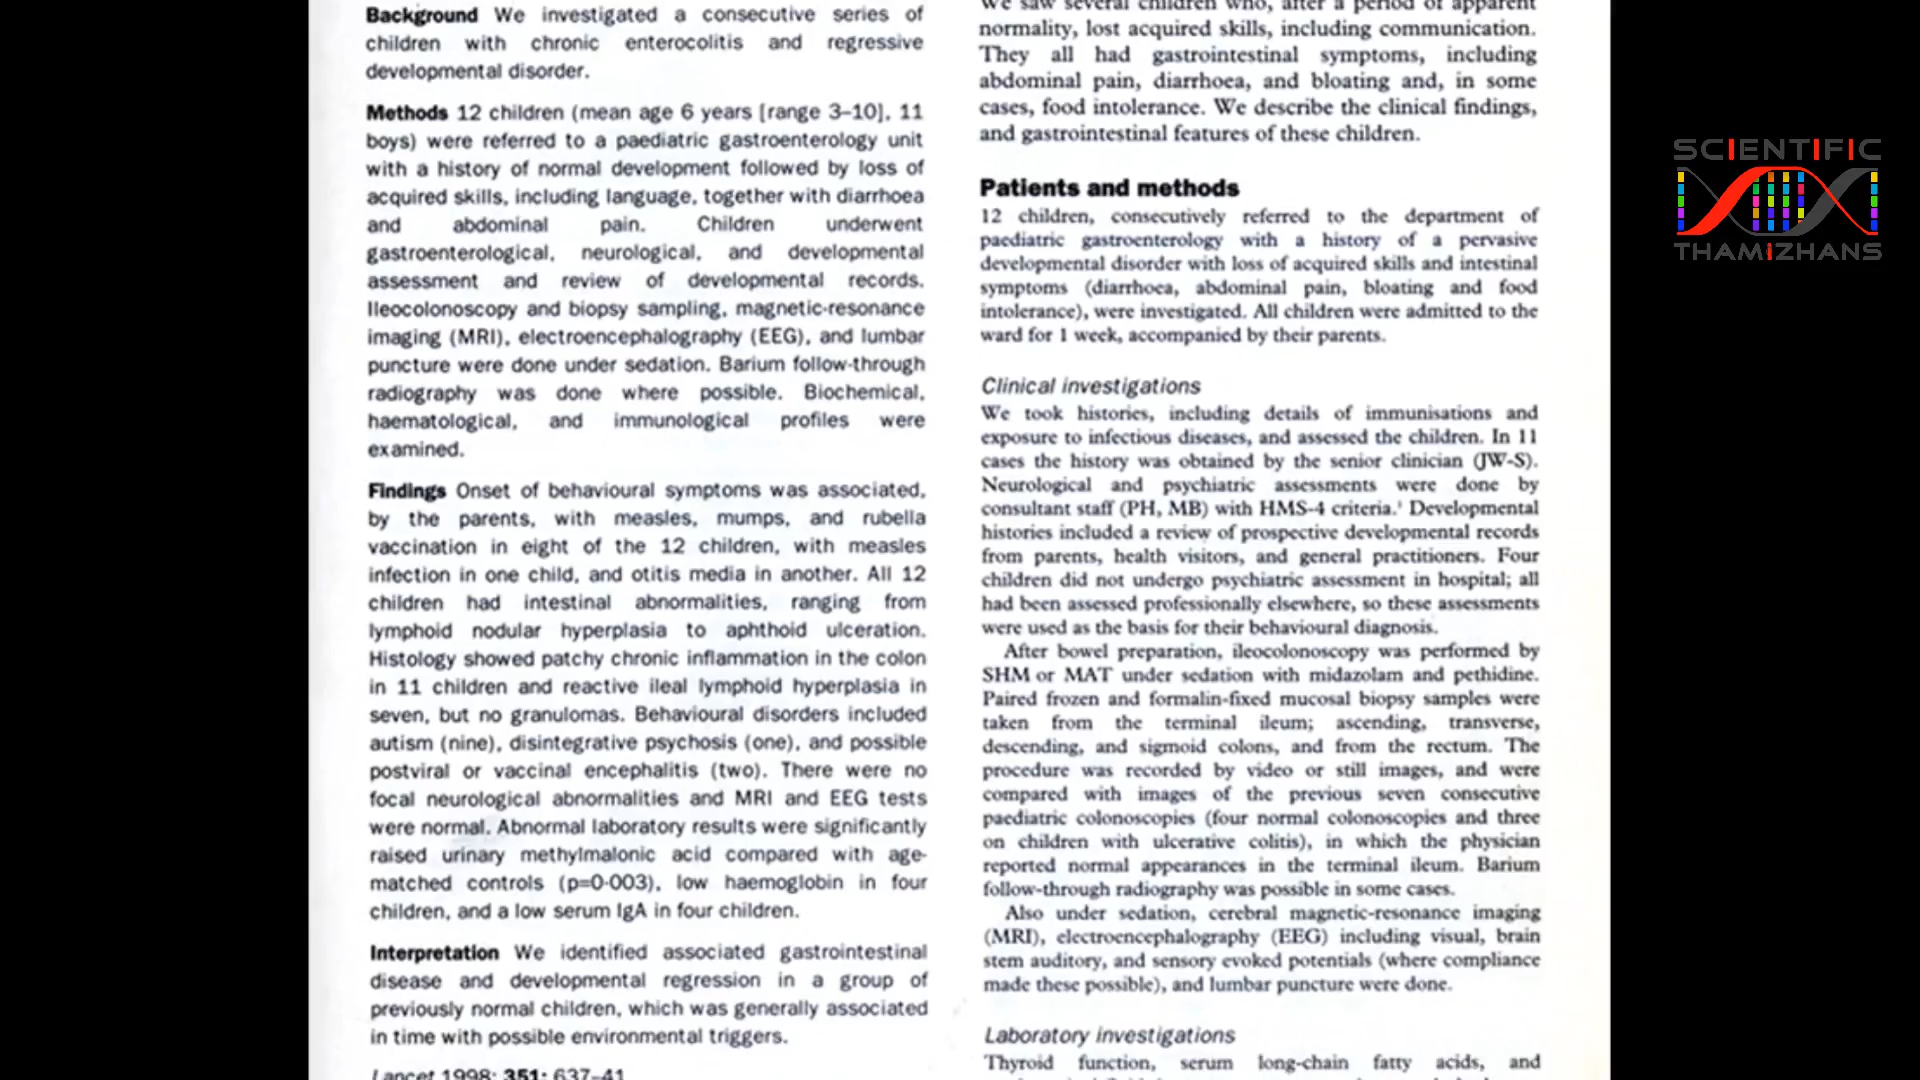 Background We investigated a consecutive series of
children with chronic enterocolitis and regressive
developmental disorder.
Methods 12 children (mean age 6 years [range 3–10], 11
boys) were referred to a paediatric gastroenterology unit
with a history of normal development followed by loss of
acquired skills, including language, together with diarrhoea
and abdominal pain. Children underwent
gastroenterological, neurological, and developmental
assessment and review of developmental records.
Ileocolonoscopy and biopsy sampling, magnetic-resonance
imaging (MRI), electroencephalography (EEG), and lumbar
puncture were done under sedation. Barium follow-through
radiography was done where possible. Biochemical,
haematological, and immunological profiles were
examined.
Findings Onset of behavioural symptoms was associated,
by the parents, with measles, mumps, and rubella
vaccination in eight of the 12 children, with measles
infection in one child, and otitis media in another. All 12
children had intestinal abnormalities, ranging from
lymphoid nodular hyperplasia to aphthoid ulceration.
Histology showed patchy chronic inflammation in the colon
in 11 children and reactive ileal lymphoid hyperplasia in
seven, but no granulomas. Behavioural disorders included
autism (nine), disintegrative psychosis (one), and possible
postviral or vaccinal encephalitis (two). There were no
focal neurological abnormalities and MRI and EEG tests
were normal. Abnormal laboratory results were significantly
raised urinary methylmalonic acid compared with age-
matched controls (p=0·003), low haemoglobin in four
children, and a low serum IgA in four children.
Interpretation We identified associated gastrointestinal
disease and developmental regression in a group of
previously normal children, which was generally associated
in time with possible environmental triggers.
Lancet 1998; 351: 637–41
We saw several children who, after a period of apparent
normality, lost acquired skills, including communication.
They all had gastrointestinal symptoms, including
abdominal pain, diarrhoea, and bloating and, in some
cases, food intolerance. We describe the clinical findings,
and gastrointestinal features of these children.
Patients and methods
12 children, consecutively referred to the department of
paediatric gastroenterology with a history of a pervasive
developmental disorder with loss of acquired skills and intestinal
symptoms (diarrhoea, abdominal pain, bloating and food
intolerance), were investigated. All children were admitted to the
ward for 1 week, accompanied by their parents.
Clinical investigations
We took histories, including details of immunisations and
exposure to infectious diseases, and assessed the children. In 11
cases the history was obtained by the senior clinician (JW-S).
Neurological and psychiatric assessments were done by
consultant staff (PH, MB) with HMS-4 criteria.¹ Developmental
histories included a review of prospective developmental records
from parents, health visitors, and general practitioners. Four
children did not undergo psychiatric assessment in hospital; all
had been assessed professionally elsewhere, so these assessments
were used as the basis for their behavioural diagnosis.
After bowel preparation, ileocolonoscopy was performed by
SHM or MAT under sedation with midazolam and pethidine.
Paired frozen and formalin-fixed mucosal biopsy samples were
taken from the terminal ileum; ascending, transverse,
descending, and sigmoid colons, and from the rectum. The
procedure was recorded by video or still images, and were
compared with images of the previous seven consecutive
paediatric colonoscopies (four normal colonoscopies and three
on children with ulcerative colitis), in which the physician
reported normal appearances in the terminal ileum. Barium
follow-through radiography was possible in some cases.
Also under sedation, cerebral magnetic-resonance imaging
(MRI), electroencephalography (EEG) including visual, brain
stem auditory, and sensory evoked potentials (where compliance
made these possible), and lumbar puncture were done.
Laboratory investigations
Thyroid function, serum long-chain fatty acids, and
SCIENTIFIC
THAMIZHANS